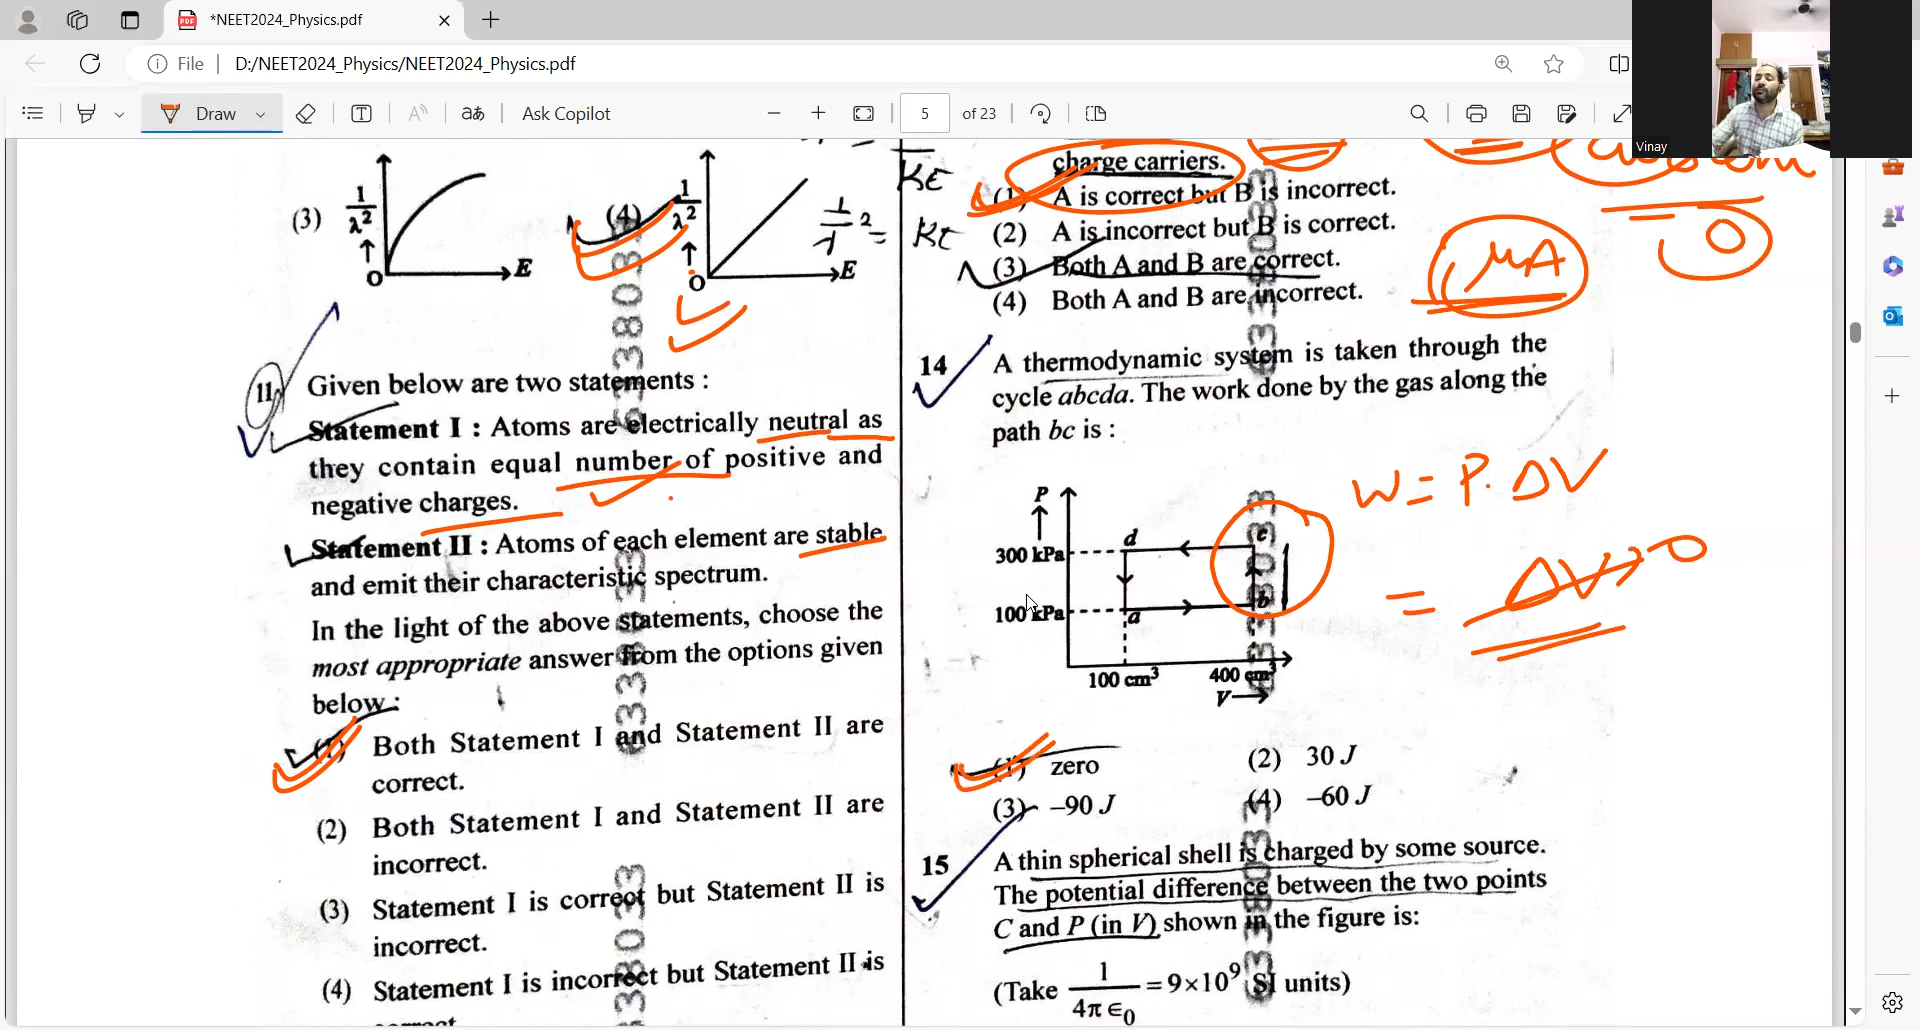 *NEET2024_Physics.pdf
File
D:/NEET2024_Physics/NEET2024_Physics.pdf
Draw
aあ
Ask Copilot
5 of 23
Vinay
(3) 1/λ² ↑ O → E
(4) 1/λ² ↑ O → E
KE
KE
11 Given below are two statements :
Statement I : Atoms are electrically neutral as
they contain equal number of positive and
negative charges.
Statement II : Atoms of each element are stable
and emit their characteristic spectrum.
In the light of the above statements, choose the
most appropriate answer from the options given
below :
(1) Both Statement I and Statement II are
correct.
(2) Both Statement I and Statement II are
incorrect.
(3) Statement I is correct but Statement II is
incorrect.
(4) Statement I is incorrect but Statement II is
correct.
charge carriers.
(1) A is correct but B is incorrect.
(2) A is incorrect but B is correct.
(3) Both A and B are correct.
(4) Both A and B are incorrect.
μA
14 A thermodynamic system is taken through the
cycle abcda. The work done by the gas along the
path bc is :
P
d c
300 kPa
100 kPa
a b
100 cm³ 400 cm³
V
W = P. ΔV
= ΔV → 0
(1) zero (2) 30 J
(3) –90 J (4) –60 J
15 A thin spherical shell is charged by some source.
The potential difference between the two points
C and P (in V) shown in the figure is:
(Take 1/4π ∈₀ = 9×10⁹ SI units)